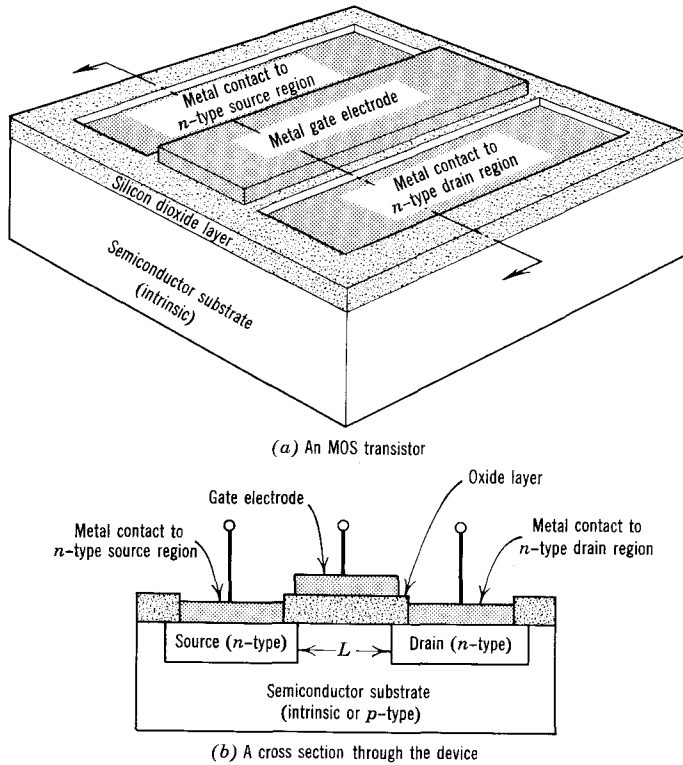 Metal contact to
n-type source region
Metal gate electrode
Metal contact to
n-type drain region
Silicon dioxide layer
Semiconductor substrate
(intrinsic)
(a) An MOS transistor
Oxide layer
Gate electrode
Metal contact to
n-type source region
Metal contact to
n-type drain region
Source (n-type)
L
Drain (n-type)
Semiconductor substrate
(intrinsic or p-type)
(b) A cross section through the device